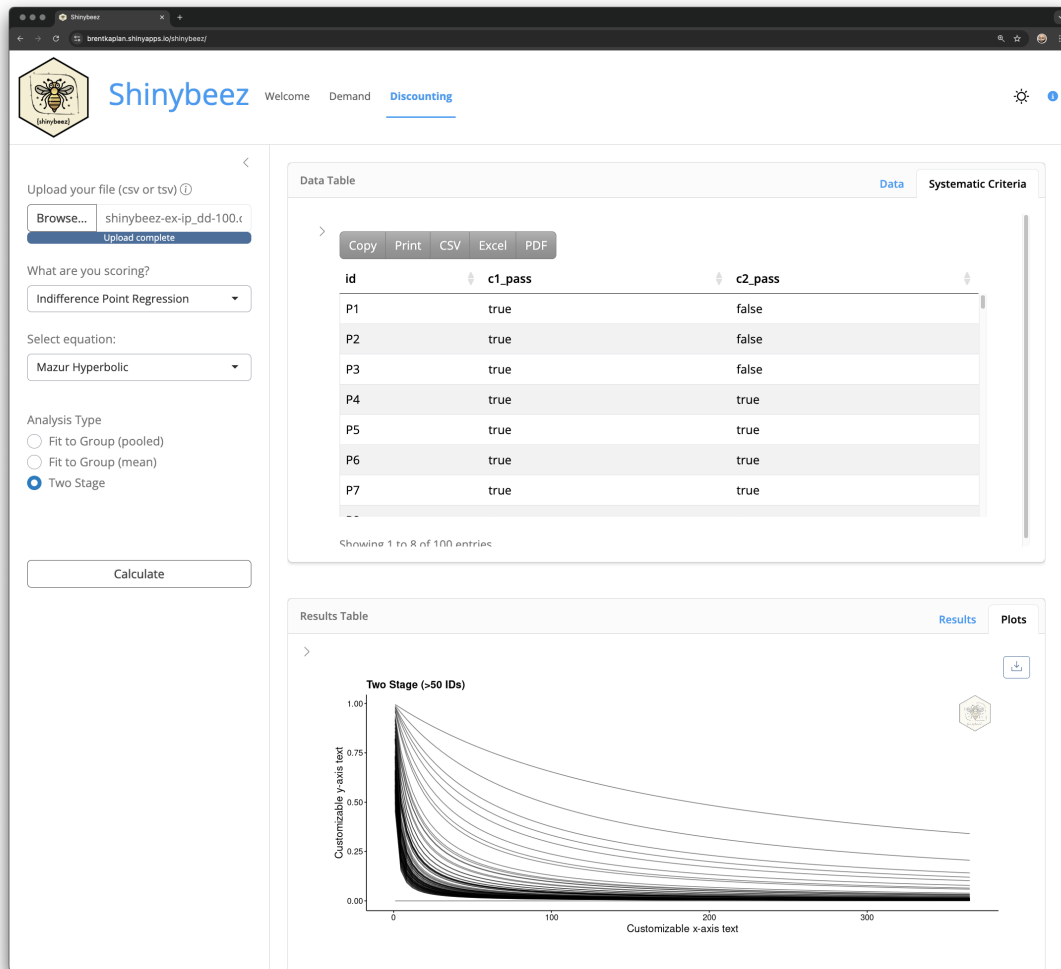 Shinybeez
brentkaplan.shinyapps.io/shinybeez/
{shinybeez}
Shinybeez
Welcome Demand Discounting
Upload your file (csv or tsv)
Browse... shinybeez-ex-ip_dd-100.c
Upload complete
What are you scoring?
Indifference Point Regression
Select equation:
Mazur Hyperbolic
Analysis Type
Fit to Group (pooled)
Fit to Group (mean)
Two Stage
Calculate
Data Table Data Systematic Criteria
Copy Print CSV Excel PDF
id c1_pass c2_pass
P1 true false
P2 true false
P3 true false
P4 true true
P5 true true
P6 true true
P7 true true
Showing 1 to 8 of 100 entries
Results Table Results Plots
Two Stage (>50 IDs)
Customizable y-axis text
1.00
0.75
0.50
0.25
0.00
0 100 200 300
Customizable x-axis text